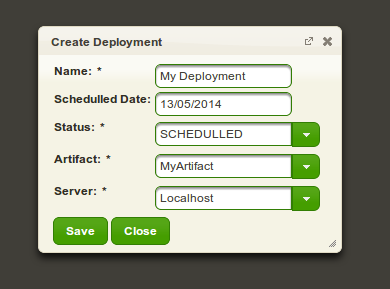 Create Deployment
Name: * My Deployment
Schedulled Date: 13/05/2014
Status: * SCHEDULLED
Artifact: * MyArtifact
Server: * Localhost
Save Close